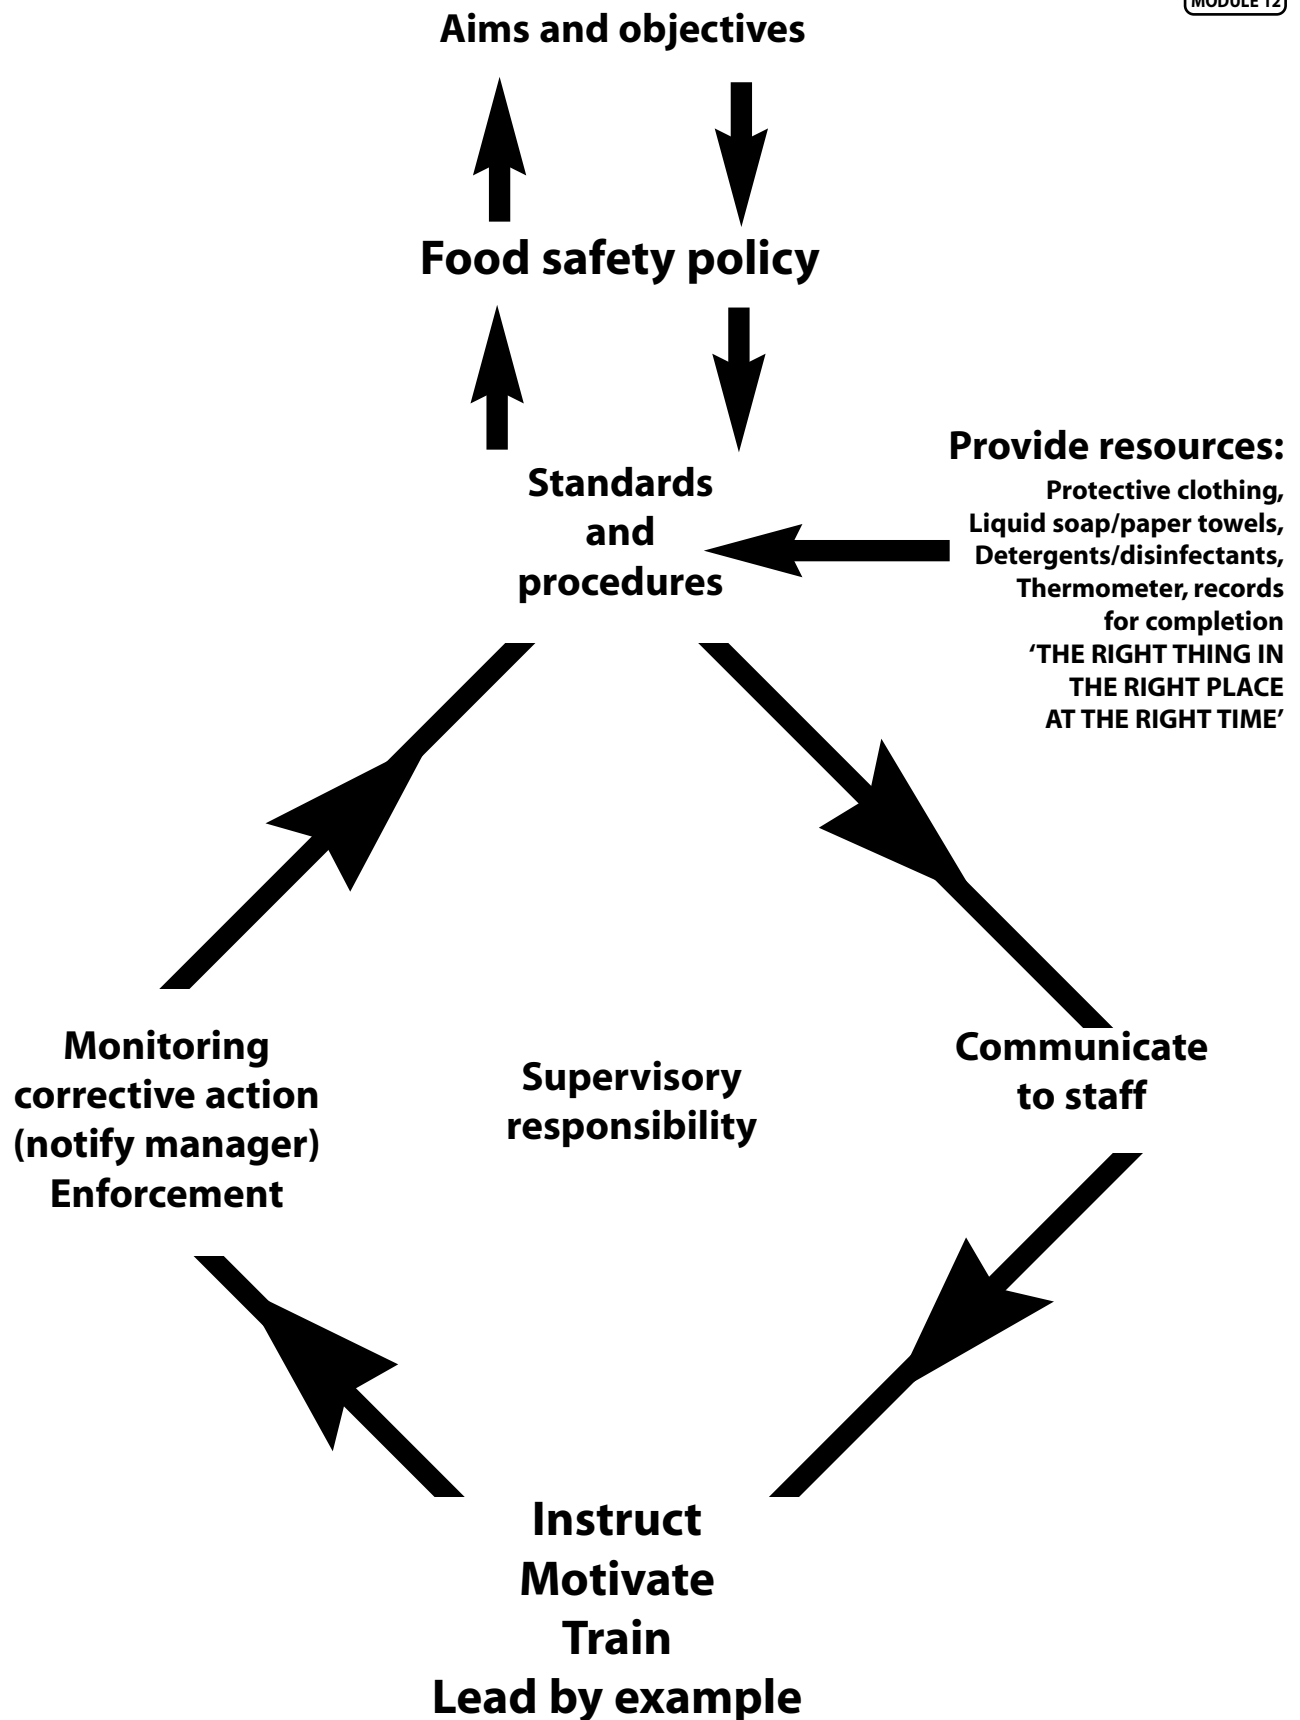 MODULE 12
Aims and objectives
Food safety policy
Standards
and
procedures
Provide resources:
Protective clothing,
Liquid soap/paper towels,
Detergents/disinfectants,
Thermometer, records
for completion
‘THE RIGHT THING IN
THE RIGHT PLACE
AT THE RIGHT TIME’
Monitoring
corrective action
(notify manager)
Enforcement
Supervisory
responsibility
Communicate
to staff
Instruct
Motivate
Train
Lead by example